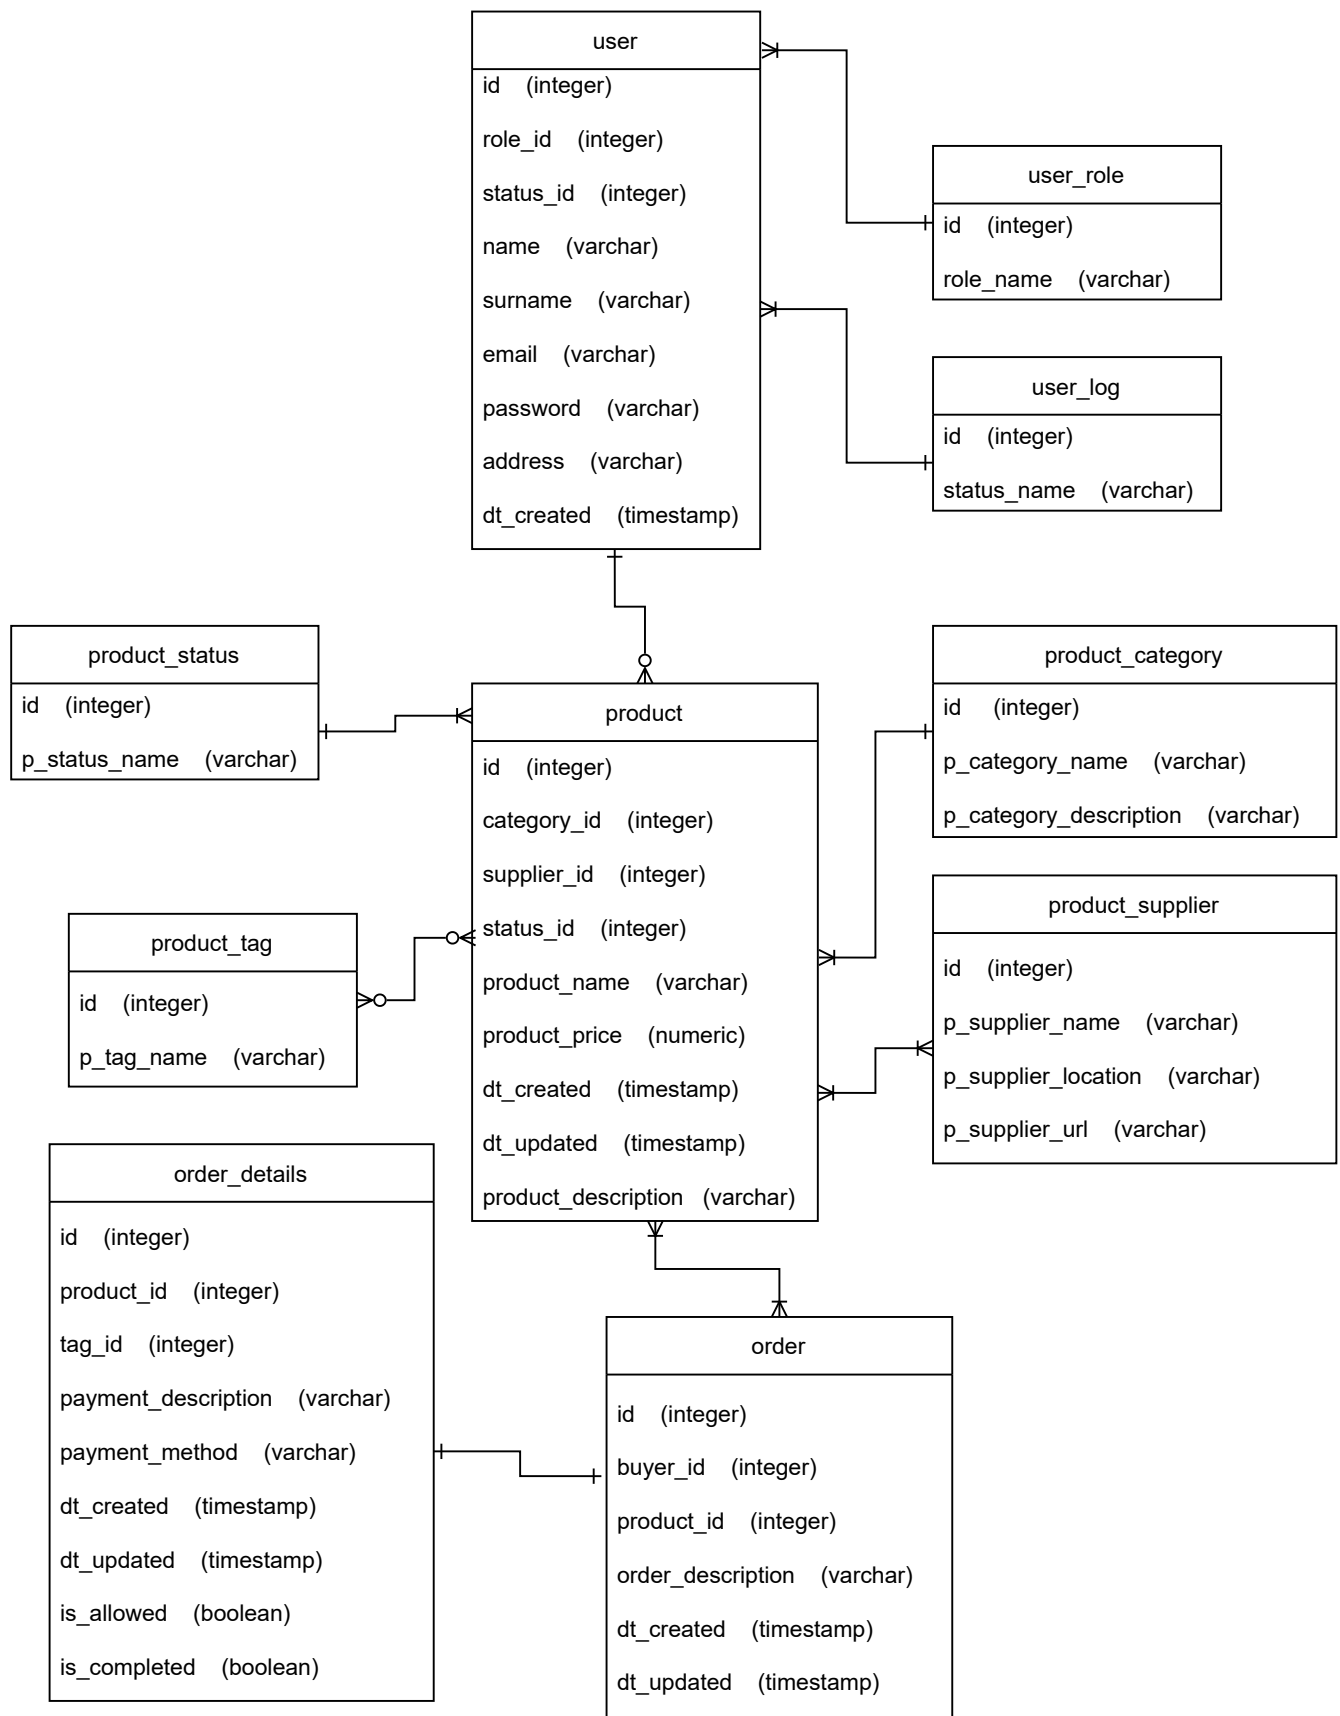 user
id (integer)
role_id (integer)
status_id (integer)
name (varchar)
surname (varchar)
email (varchar)
password (varchar)
address (varchar)
dt_created (timestamp)
user_role
id (integer)
role_name (varchar)
user_log
id (integer)
status_name (varchar)
product_status
id (integer)
p_status_name (varchar)
product
id (integer)
category_id (integer)
supplier_id (integer)
status_id (integer)
product_name (varchar)
product_price (numeric)
dt_created (timestamp)
dt_updated (timestamp)
product_description (varchar)
product_category
id (integer)
p_category_name (varchar)
p_category_description (varchar)
product_tag
id (integer)
p_tag_name (varchar)
product_supplier
id (integer)
p_supplier_name (varchar)
p_supplier_location (varchar)
p_supplier_url (varchar)
order_details
id (integer)
product_id (integer)
tag_id (integer)
payment_description (varchar)
payment_method (varchar)
dt_created (timestamp)
dt_updated (timestamp)
is_allowed (boolean)
is_completed (boolean)
order
id (integer)
buyer_id (integer)
product_id (integer)
order_description (varchar)
dt_created (timestamp)
dt_updated (timestamp)